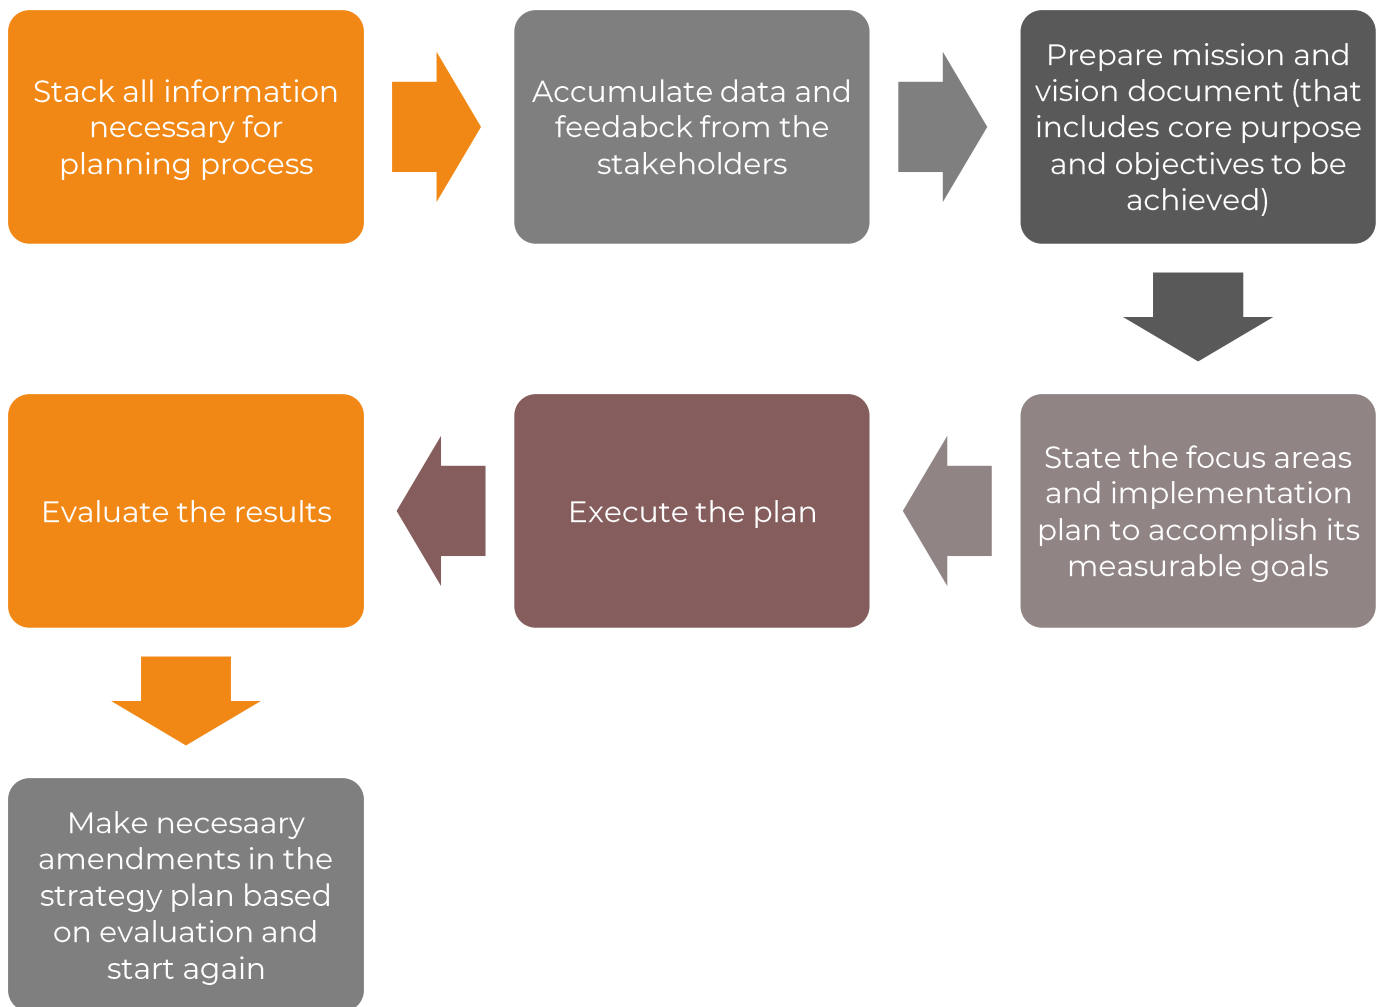 Stack all information
necessary for
planning process
Accumulate data and
feedabck from the
stakeholders
Prepare mission and
vision document (that
includes core purpose
and objectives to be
achieved)
State the focus areas
and implementation
plan to accomplish its
measurable goals
Execute the plan
Evaluate the results
Make necesaary
amendments in the
strategy plan based
on evaluation and
start again